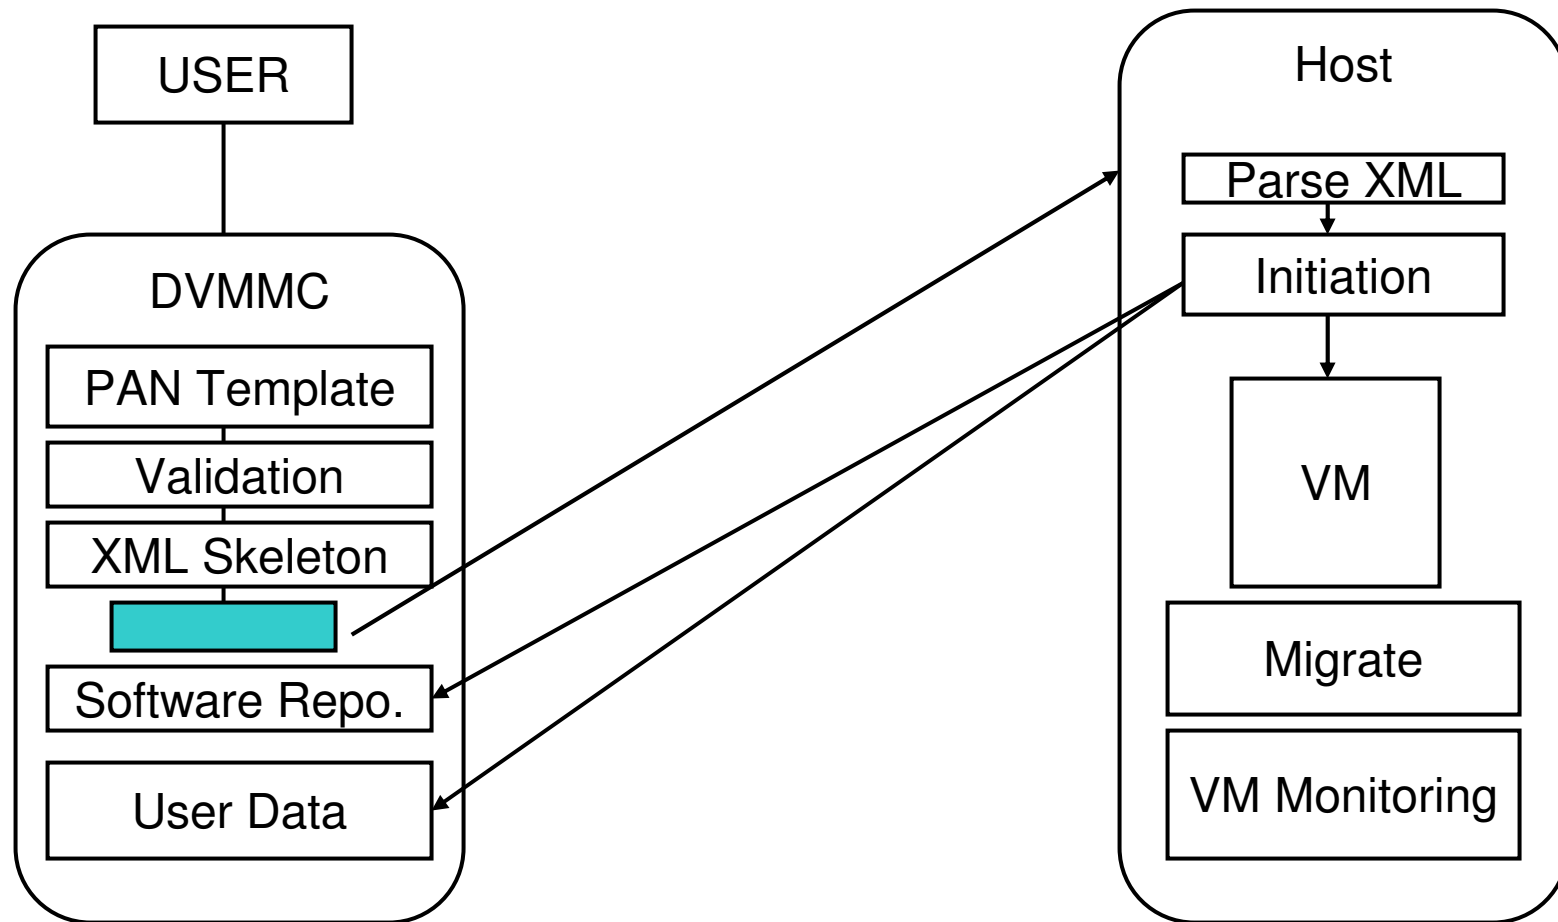 USER
DVMMC
PAN Template
Validation
XML Skeleton
Software Repo.
User Data
Host
Parse XML
Initiation
VM
Migrate
VM Monitoring